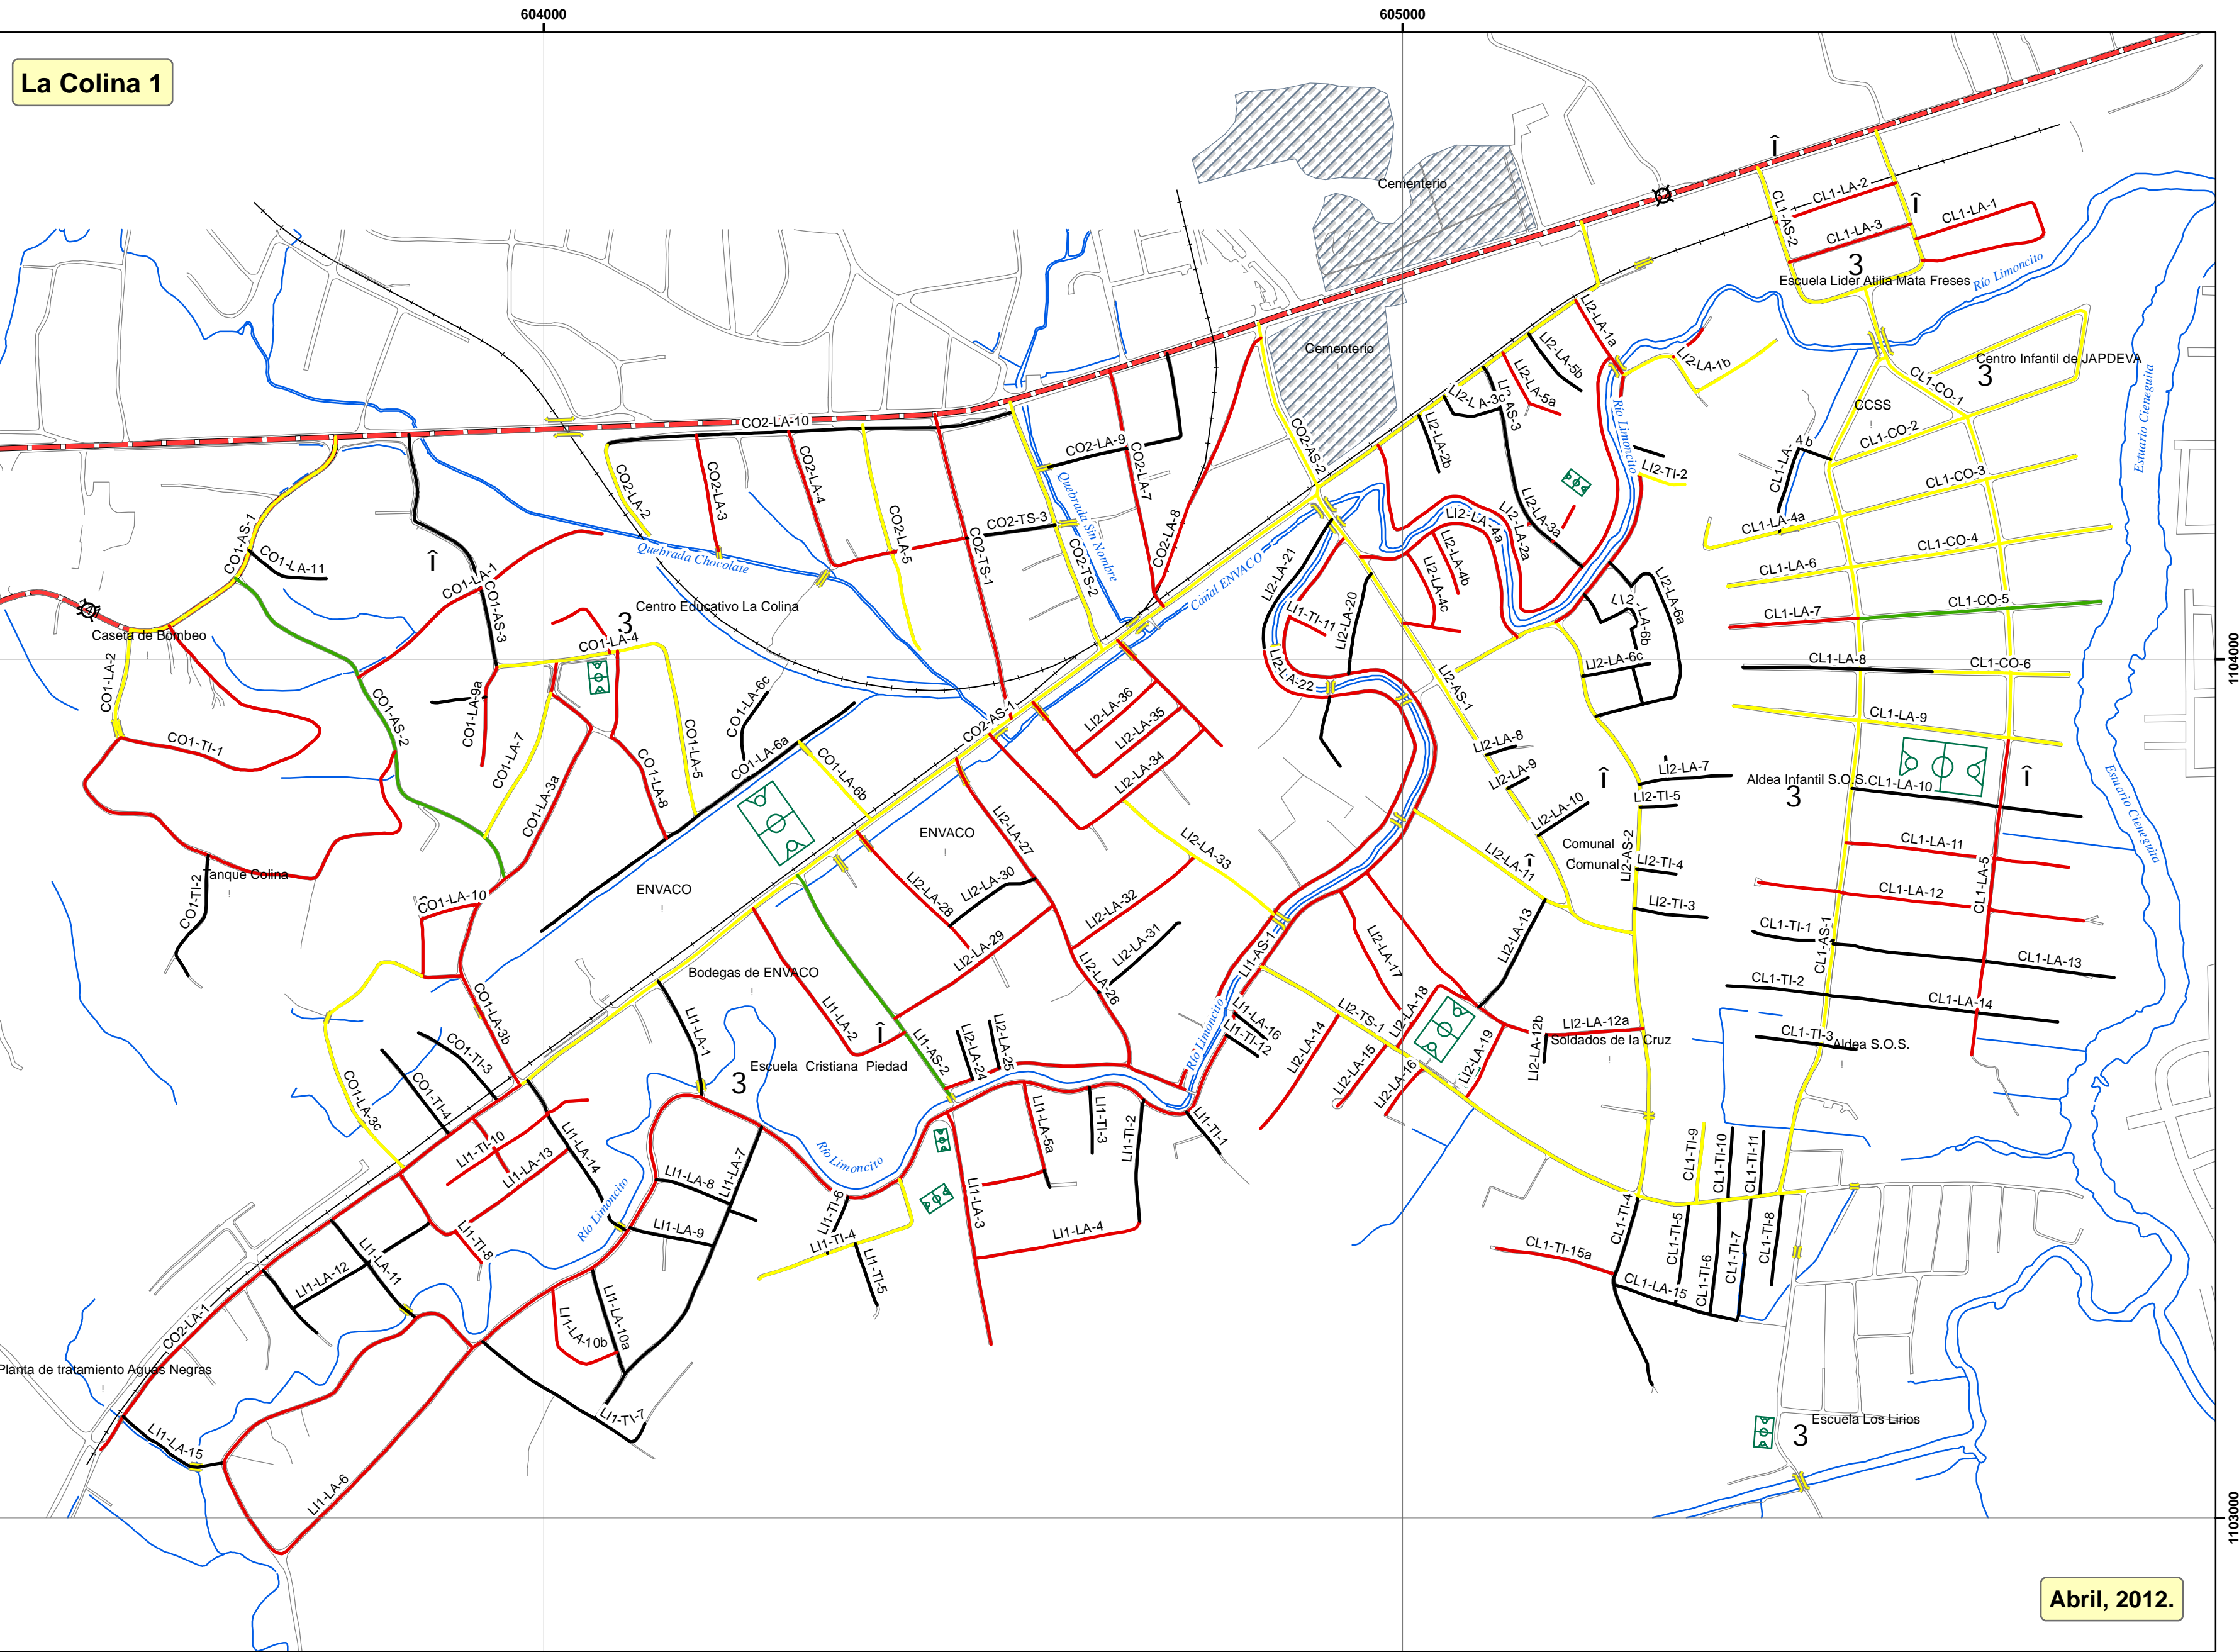 604000
605000
La Colina 1
Cementerio
CL1-LA-2
CL1-AS-2
CL1-LA-1
CL1-LA-3
Escuela Lider Atilia Mata Freses
Río Limoncito
LI2-LA-1a
Cementerio
LI2-LA-5b
LI2-LA-1b
Centro Infantil de JAPDEVA
Estuario Cieneguita
LI2-LA-5a
LI2-LA-3c
CL1-CO-1
CCSS
CO2-LA-10
CO2-LA-9
CO2-AS-2
LI2-LA-2b
Río Limoncito
CL1-CO-2
CL1-LA-4b
CO2-LA-2
CO2-LA-3
CO2-LA-4
CO2-LA-7
LI2-TI-2
CL1-CO-3
Quebrada Sin Nombre
CO1-AS-1
CO2-LA-5
CO2-TS-3
CO2-LA-8
LI2-LA-4a
LI2-LA-2a
LI2-LA-3a
CL1-LA-4a
CL1-CO-4
CO1-LA-11
Quebrada Chocolate
CO2-TS-1
CO2-TS-2
Canal ENVACO
LI2-LA-21
LI2-LA-4b
CL1-LA-6
CO1-LA-1
CO1-AS-3
LI2-LA-4c
LI2-LA-6a
Centro Educativo La Colina
LI1-TI-11
LI2-LA-20
LI2-LA-6b
CL1-LA-7
CL1-CO-5
Caseta de Bombeo
CO1-LA-4
1104000
CO1-LA-2
LI2-LA-22
LI2-LA-6c
CL1-LA-8
CL1-CO-6
CO1-LA-9a
CO1-LA-6c
LI2-LA-36
LI2-AS-1
CO1-TI-1
CO1-AS-2
CO1-LA-7
CO2-AS-1
LI2-LA-35
CL1-LA-9
CO1-LA-6a
LI2-LA-34
LI2-LA-8
CO1-LA-3a
CO1-LA-8
CO1-LA-5
CO1-LA-6b
LI2-LA-9
LI2-LA-7
Aldea Infantil S.O.S.
CL1-LA-10
LI2-TI-5
LI2-LA-10
Estuario Cieneguita
ENVACO
LI2-LA-27
LI2-LA-33
Comunal
LI2-AS-2
CL1-LA-11
Comunal
LI2-TI-4
LI2-LA-11
Tanque Colina
ENVACO
LI2-LA-30
LI2-LA-28
CO1-TI-2
CO1-LA-10
LI2-LA-32
LI2-TI-3
CL1-LA-12
CL1-LA-5
LI2-LA-13
CL1-TI-1
CL1-AS-1
LI2-LA-29
LI2-LA-31
LI1-AS-1
LI2-LA-17
CL1-LA-13
Bodegas de ENVACO
LI2-LA-26
CL1-TI-2
CL1-LA-14
LI1-LA-2
LI2-TS-1
LI2-LA-18
CO1-LA-3b
LI1-LA-1
LI1-LA-16
LI1-TI-12
LI2-LA-14
LI2-LA-12b
LI2-LA-12a
Soldados de la Cruz
CL1-TI-3
Aldea S.O.S.
CO1-TI-3
LI1-AS-2
LI2-LA-24
LI2-LA-25
Río Limoncito
LI2-LA-15
LI2-LA-19
Escuela Cristiana Piedad
CO1-TI-4
CO1-LA-3c
LI2-LA-16
LI1-LA-5a
LI1-TI-3
LI1-TI-2
LI1-TI-1
LI1-TI-10
LI1-LA-14
LI1-LA-13
LI1-LA-7
LI1-LA-8
Río Limoncito
CL1-TI-9
CL1-TI-10
CL1-TI-11
Río Limoncito
LI1-TI-6
LI1-LA-3
CL1-TI-4
LI1-LA-9
LI1-TI-4
LI1-LA-4
CL1-TI-5
CL1-TI-6
CL1-TI-7
CL1-TI-8
LI1-TI-8
LI1-LA-11
LI1-TI-5
CL1-TI-15a
LI1-LA-12
CL1-LA-15
CO2-LA-1
LI1-LA-10b
LI1-LA-10a
Planta de tratamiento Aguas Negras
LI1-TI-7
Escuela Los Lirios
LI1-LA-15
LI1-LA-6
1103000
Abril, 2012.